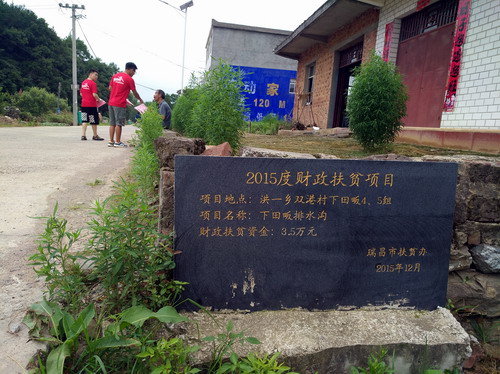 动 家
120 M
2015度财政扶贫项目
项目地点：洪一乡双港村下田畈4、5组
项目名称：下田畈排水沟
财政扶贫资金：3.5万元
瑞昌市扶贫办
2015年12月